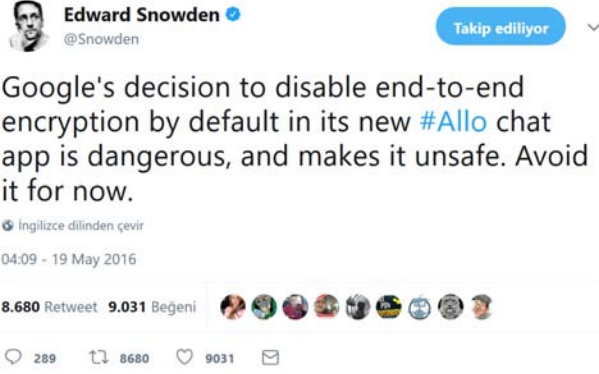 Edward Snowden
@Snowden
Takip ediliyor
Google's decision to disable end-to-end
encryption by default in its new #Allo chat
app is dangerous, and makes it unsafe. Avoid
it for now.
İngilizce dilinden çevir
04:09 - 19 May 2016
8.680 Retweet 9.031 Beğeni
289 8680 9031